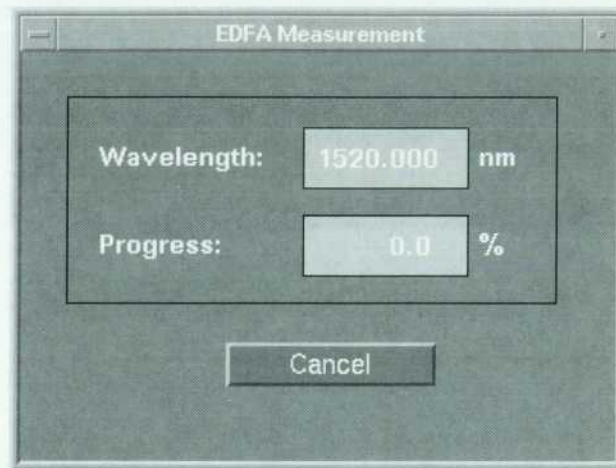 EDFA Measurement
Wavelength: 1520.000 nm
Progress: 0.0 %
Cancel